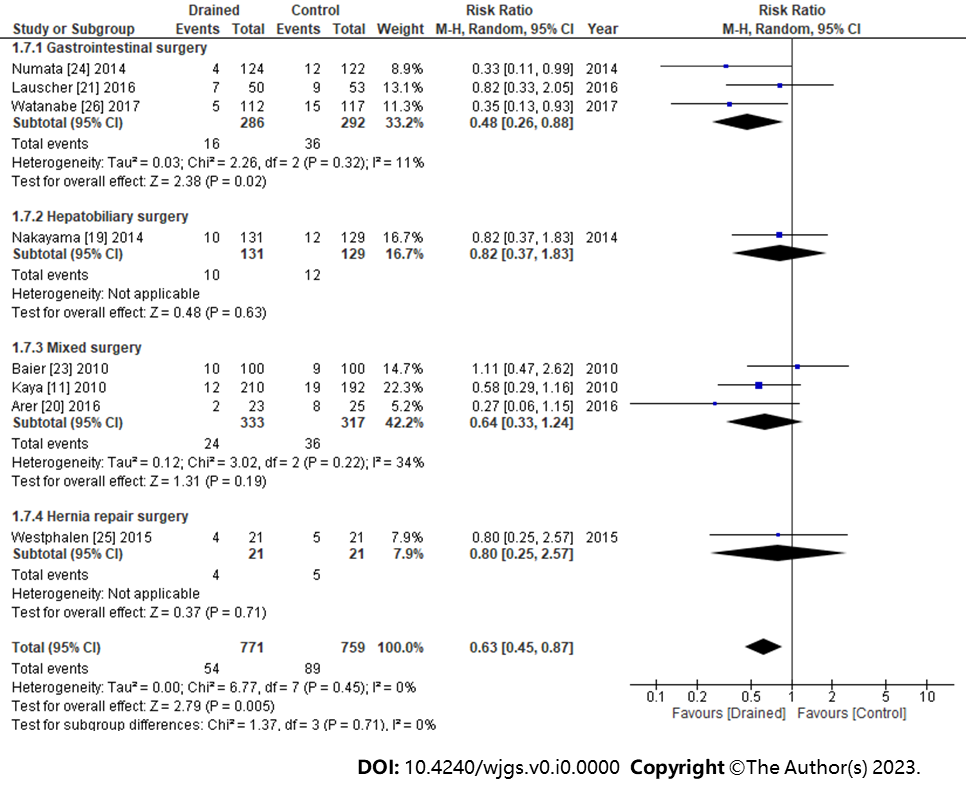 Drained Control Risk Ratio Risk Ratio
Study or Subgroup Events Total Events Total Weight M-H, Random, 95% CI Year M-H, Random, 95% CI
1.7.1 Gastrointestinal surgery
Numata [24] 2014 4 124 12 122 8.9% 0.33 [0.11, 0.99] 2014
Lauscher [21] 2016 7 50 9 53 13.1% 0.82 [0.33, 2.05] 2016
Watanabe [26] 2017 5 112 15 117 11.3% 0.35 [0.13, 0.93] 2017
Subtotal (95% CI) 286 292 33.2% 0.48 [0.26, 0.88]
Total events 16 36
Heterogeneity: Tau² = 0.03; Chi² = 2.26, df = 2 (P = 0.32); I² = 11%
Test for overall effect: Z = 2.38 (P = 0.02)
1.7.2 Hepatobiliary surgery
Nakayama [19] 2014 10 131 12 129 16.7% 0.82 [0.37, 1.83] 2014
Subtotal (95% CI) 131 129 16.7% 0.82 [0.37, 1.83]
Total events 10 12
Heterogeneity: Not applicable
Test for overall effect: Z = 0.48 (P = 0.63)
1.7.3 Mixed surgery
Baier [23] 2010 10 100 9 100 14.7% 1.11 [0.47, 2.62] 2010
Kaya [11] 2010 12 210 19 192 22.3% 0.58 [0.29, 1.16] 2010
Arer [20] 2016 2 23 8 25 5.2% 0.27 [0.06, 1.15] 2016
Subtotal (95% CI) 333 317 42.2% 0.64 [0.33, 1.24]
Total events 24 36
Heterogeneity: Tau² = 0.12; Chi² = 3.02, df = 2 (P = 0.22); I² = 34%
Test for overall effect: Z = 1.31 (P = 0.19)
1.7.4 Hernia repair surgery
Westphalen [25] 2015 4 21 5 21 7.9% 0.80 [0.25, 2.57] 2015
Subtotal (95% CI) 21 21 7.9% 0.80 [0.25, 2.57]
Total events 4 5
Heterogeneity: Not applicable
Test for overall effect: Z = 0.37 (P = 0.71)
Total (95% CI) 771 759 100.0% 0.63 [0.45, 0.87]
Total events 54 89
Heterogeneity: Tau² = 0.00; Chi² = 6.77, df = 7 (P = 0.45); I² = 0%
Test for overall effect: Z = 2.79 (P = 0.005)
Test for subgroup differences: Chi² = 1.37, df = 3 (P = 0.71), I² = 0%
0.1 0.2 0.5 1 2 5 10
Favours [Drained] Favours [Control]
DOI: 10.4240/wjgs.v0.i0.0000 Copyright ©The Author(s) 2023.